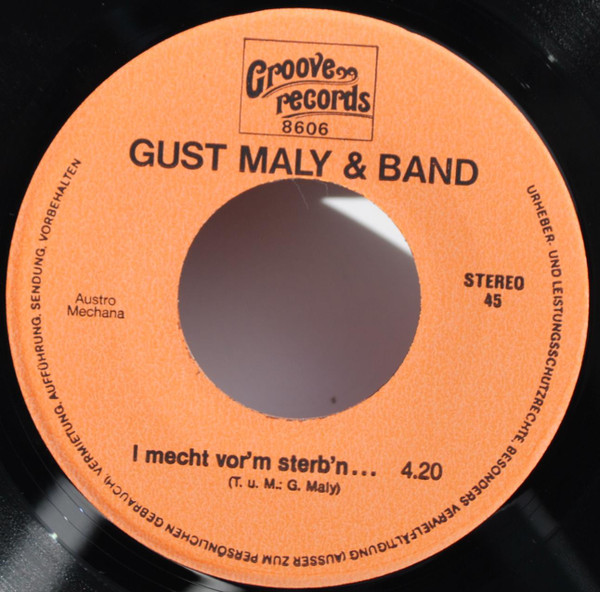 Groove
records
8606
GUST MALY & BAND
STEREO
45
Austro
Mechana
I mecht vor'm sterb'n... 4.20
(T. u. M.: G. Maly)
URHEBER- UND LEISTUNGSSCHUTZRECHTE, BESONDERS VERVIELFÄLTIGUNG (AUSSER ZUM PERSÖNLICHEN GEBRAUCH), VERMIETUNG, AUFFÜHRUNG, SENDUNG, VORBEHALTEN